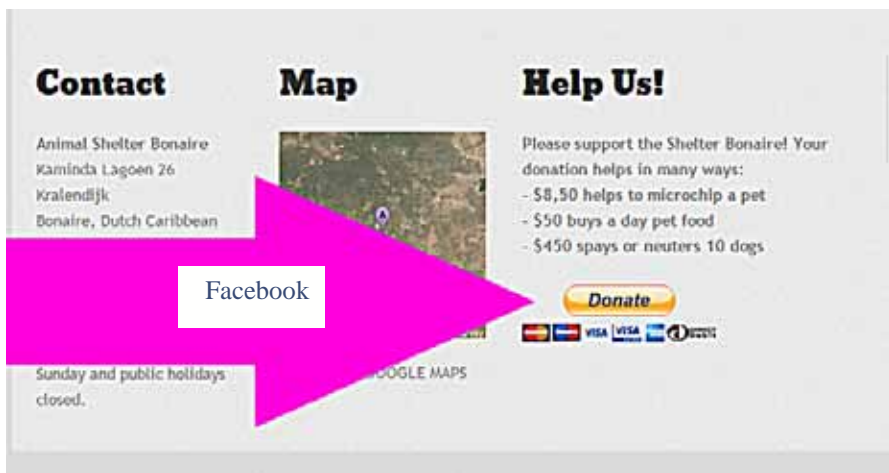 Contact
Animal Shelter Bonaire
Kaminda Lagoen 26
Kralendijk
Bonaire, Dutch Caribbean
Sunday and public holidays
closed.
Map
A
GOOGLE MAPS
Help Us!
Please support the Shelter Bonaire! Your
donation helps in many ways:
- $8,50 helps to microchip a pet
- $50 buys a day pet food
- $450 spays or neuters 10 dogs
Facebook
Donate
VISA VISA